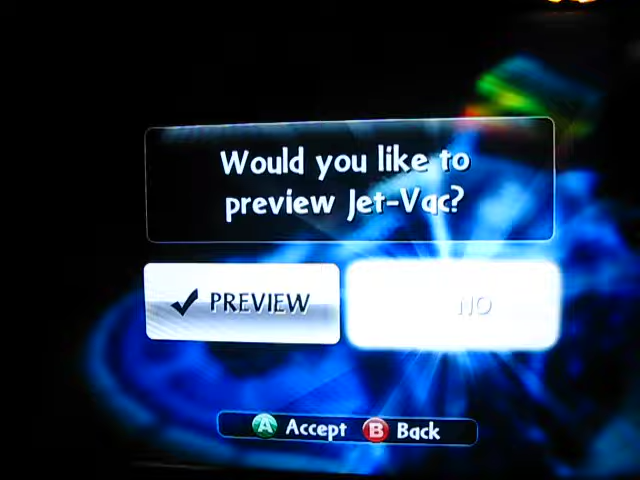 Would you like to
preview Jet-Vac?
PREVIEW
NO
A Accept B Back